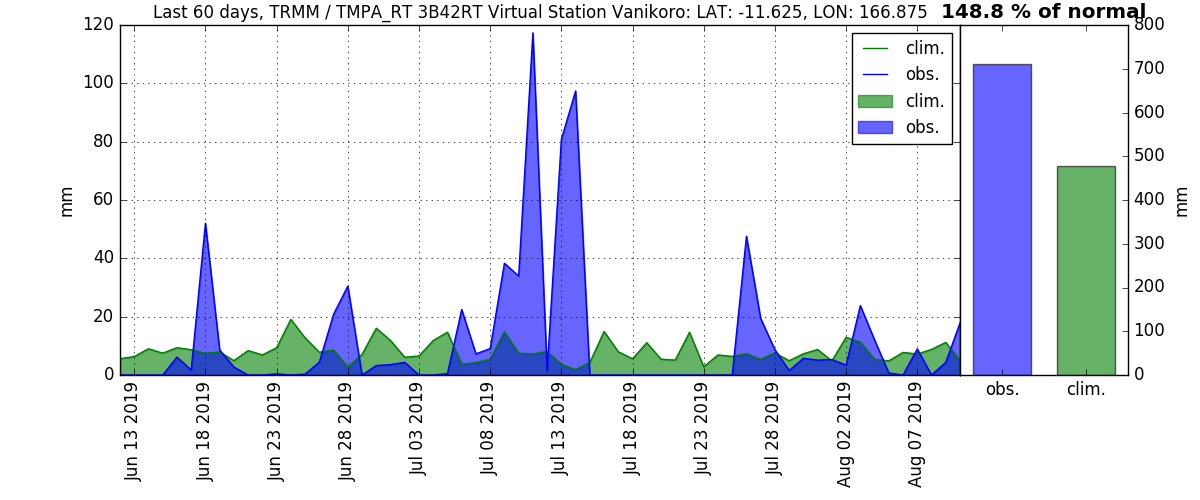 Last 60 days, TRMM / TMPA_RT 3B42RT Virtual Station Vanikoro: LAT: -11.625, LON: 166.875 148.8 % of normal
120
100
80
60
40
20
0
mm
clim.
obs.
clim.
obs.
Jun 13 2019
Jun 18 2019
Jun 23 2019
Jun 28 2019
Jul 03 2019
Jul 08 2019
Jul 13 2019
Jul 18 2019
Jul 23 2019
Jul 28 2019
Aug 02 2019
Aug 07 2019
800
700
600
500
400
300
200
100
0
mm
obs.
clim.